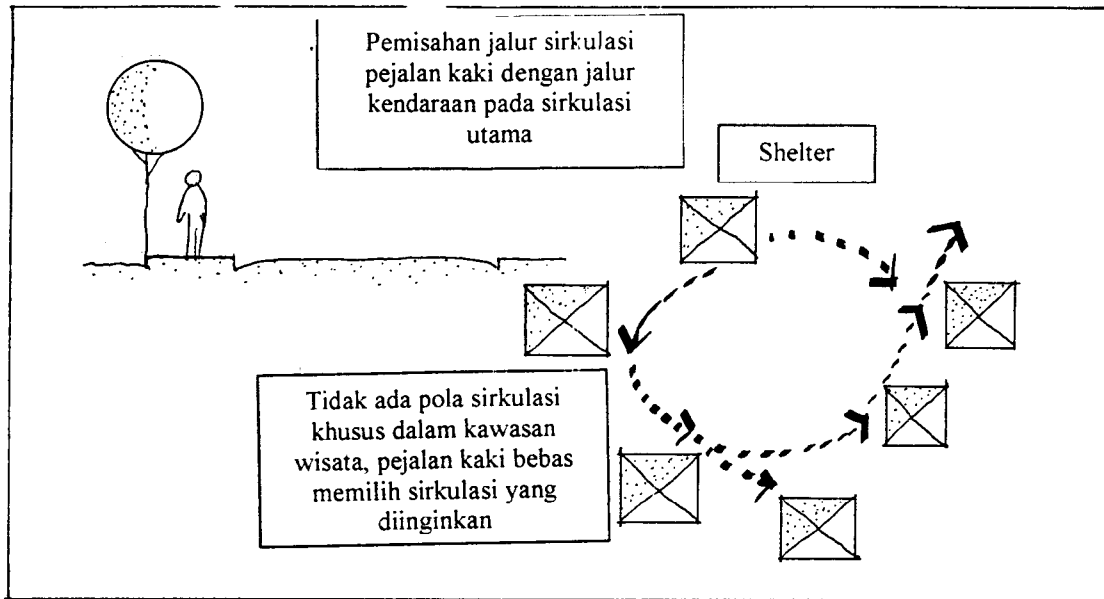 Pemisahan jalur sirkulasi
pejalan kaki dengan jalur
kendaraan pada sirkulasi
utama
Shelter
Tidak ada pola sirkulasi
khusus dalam kawasan
wisata, pejalan kaki bebas
memilih sirkulasi yang
diinginkan